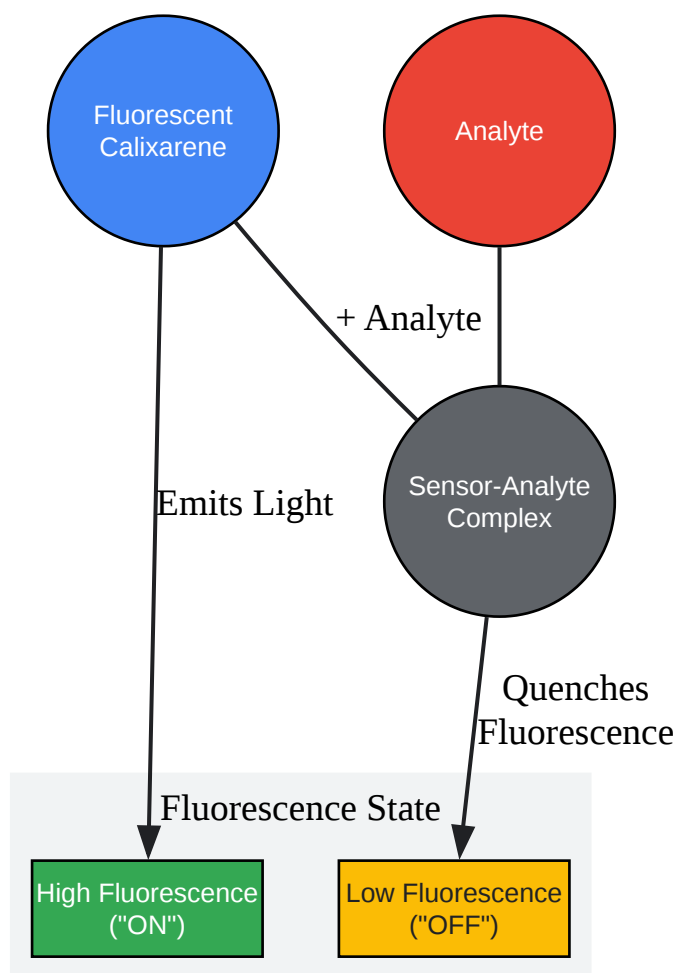 Fluorescent
Calixarene
Analyte
+ Analyte
Sensor-Analyte
Complex
Emits Light
Quenches
Fluorescence
Fluorescence State
High Fluorescence
("ON")
Low Fluorescence
("OFF")